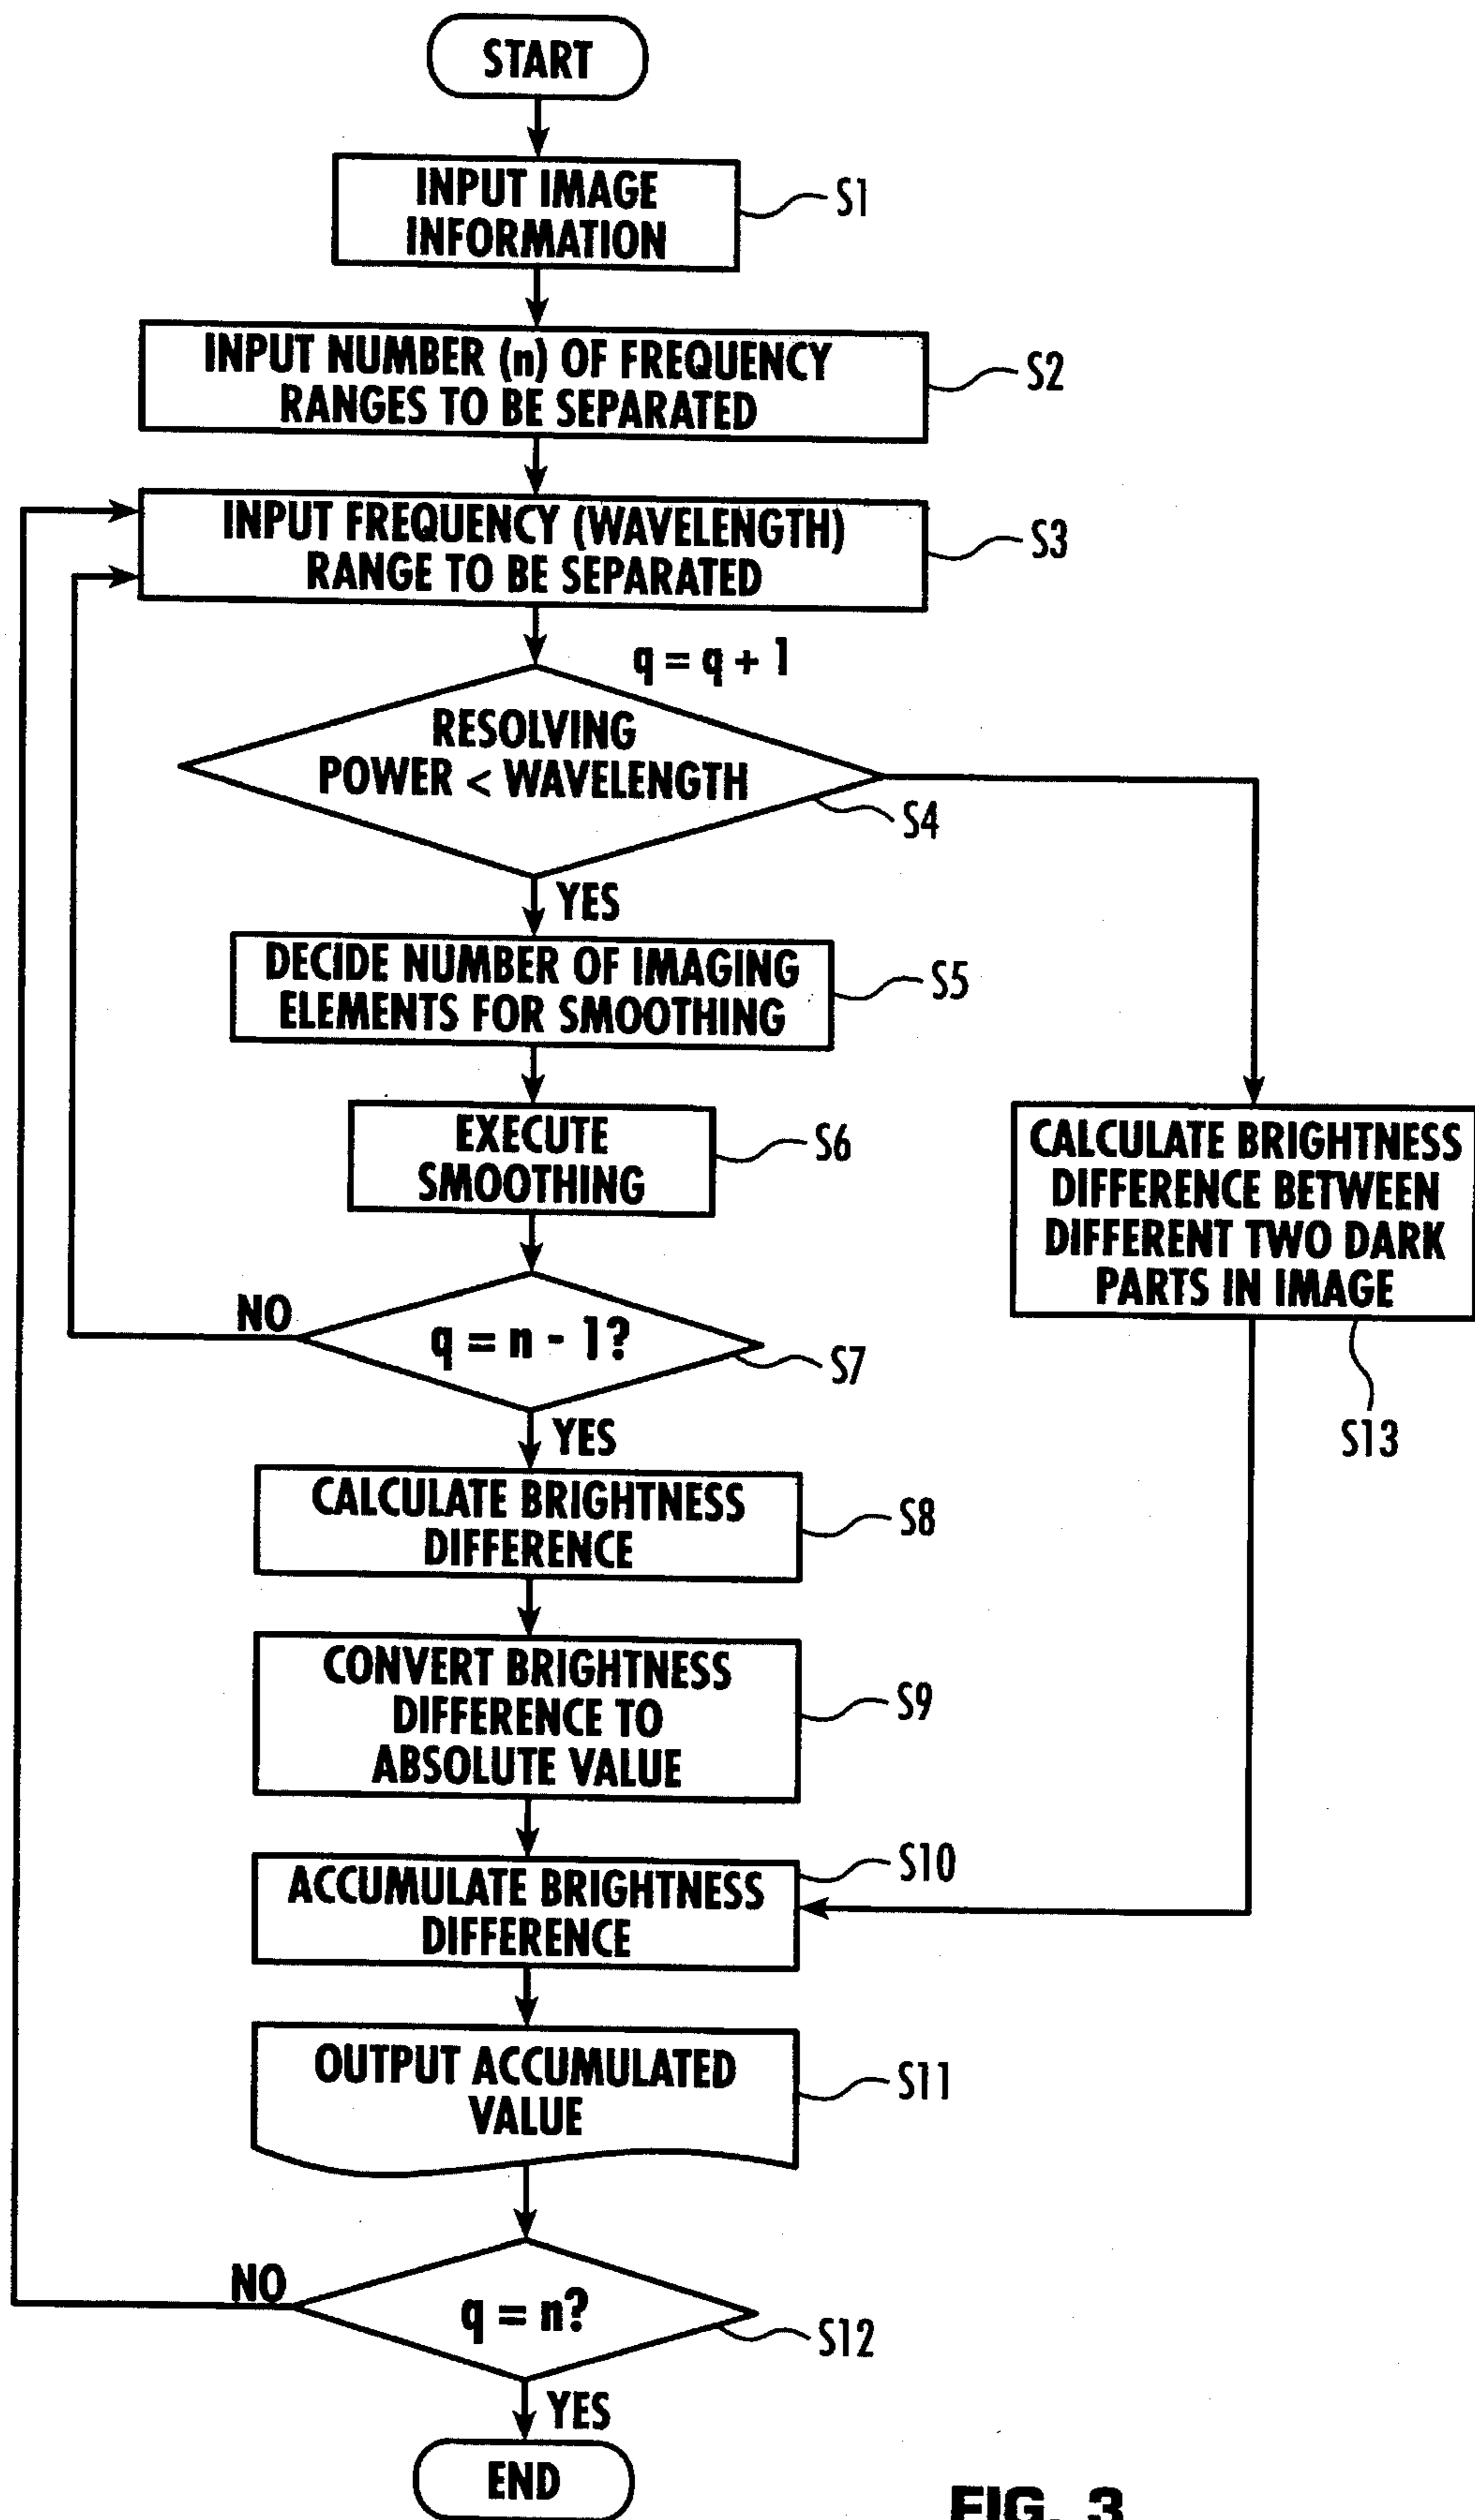 START
INPUT IMAGE
INFORMATION
S1
INPUT NUMBER (n) OF FREQUENCY
RANGES TO BE SEPARATED
S2
INPUT FREQUENCY (WAVELENGTH)
RANGE TO BE SEPARATED
S3
q = q + 1
RESOLVING
POWER < WAVELENGTH
S4
YES
DECIDE NUMBER OF IMAGING
ELEMENTS FOR SMOOTHING
S5
EXECUTE
SMOOTHING
S6
CALCULATE BRIGHTNESS
DIFFERENCE BETWEEN
DIFFERENT TWO DARK
PARTS IN IMAGE
S13
NO
q = n - 1?
S7
YES
CALCULATE BRIGHTNESS
DIFFERENCE
S8
CONVERT BRIGHTNESS
DIFFERENCE TO
ABSOLUTE VALUE
S9
ACCUMULATE BRIGHTNESS
DIFFERENCE
S10
OUTPUT ACCUMULATED
VALUE
S11
NO
q = n?
S12
YES
END
FIG. 3